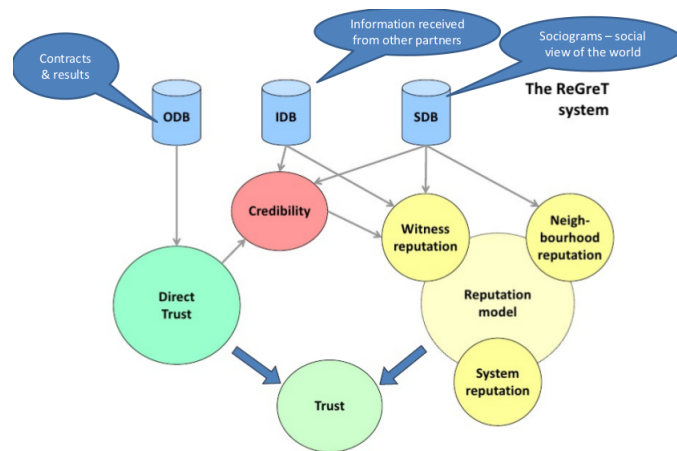 Contracts
& results
Information received
from other partners
Sociograms – social
view of the world
The ReGreT
system
ODB
IDB
SDB
Credibility
Witness
reputation
Neigh-
bourhood
reputation
Direct
Trust
Reputation
model
System
reputation
Trust